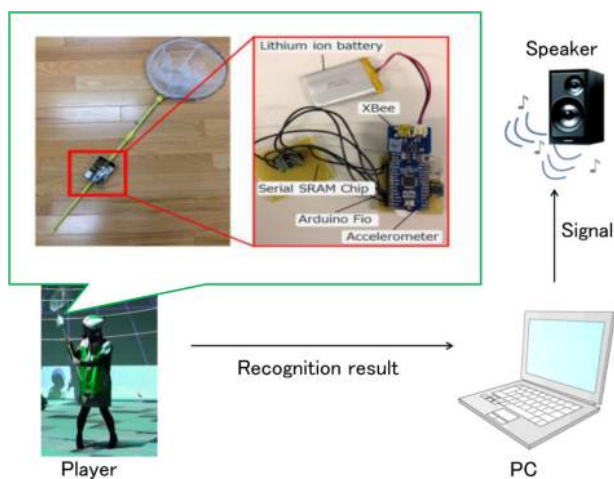 Speaker
Lithium ion battery
XBee
Serial SRAM Chip
Arduino Fio
Accelerometer
Signal
Recognition result
Player
PC